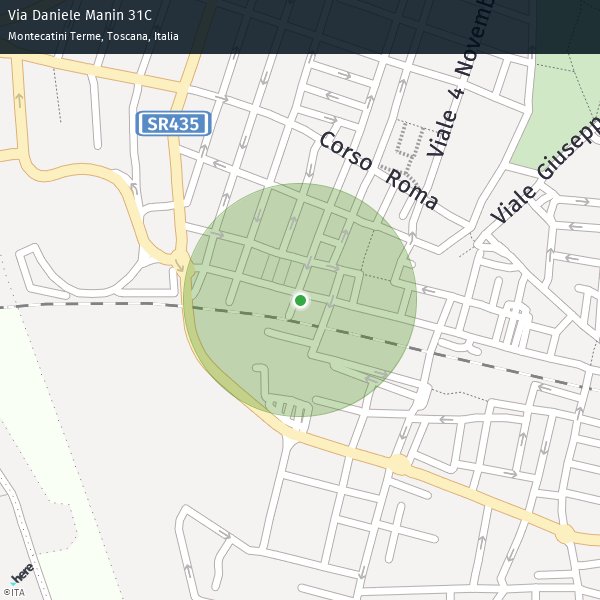 Via Daniele Manin 31C
Montecatini Terme, Toscana, Italia
SR435
Corso Roma
Viale 4 Novemb
Viale Giusepp
here
©ITA